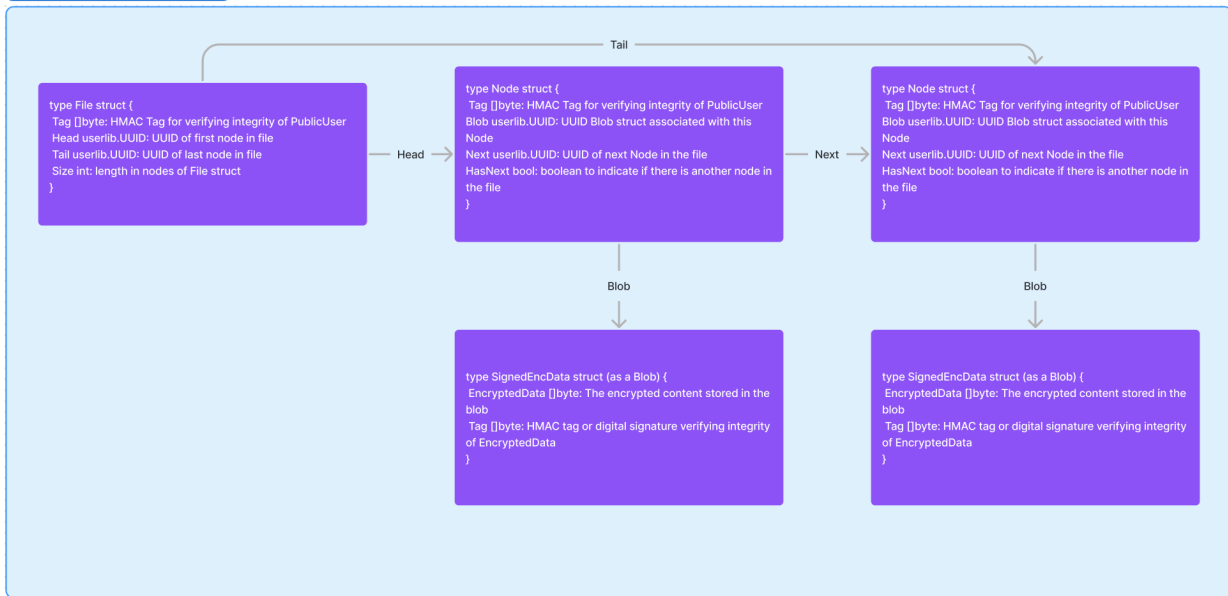 Tail
type File struct {
Tag []byte: HMAC Tag for verifying integrity of PublicUser
Head userlib.UUID: UUID of first node in file
Tail userlib.UUID: UUID of last node in file
Size int: length in nodes of File struct
}
Head
type Node struct {
Tag []byte: HMAC Tag for verifying integrity of PublicUser
Blob userlib.UUID: UUID Blob struct associated with this
Node
Next userlib.UUID: UUID of next Node in the file
HasNext bool: boolean to indicate if there is another node in
the file
}
Next
type Node struct {
Tag []byte: HMAC Tag for verifying integrity of PublicUser
Blob userlib.UUID: UUID Blob struct associated with this
Node
Next userlib.UUID: UUID of next Node in the file
HasNext bool: boolean to indicate if there is another node in
the file
}
Blob
Blob
type SignedEncData struct (as a Blob) {
EncryptedData []byte: The encrypted content stored in the
blob
Tag []byte: HMAC tag or digital signature verifying integrity
of EncryptedData
}
type SignedEncData struct (as a Blob) {
EncryptedData []byte: The encrypted content stored in the
blob
Tag []byte: HMAC tag or digital signature verifying integrity
of EncryptedData
}